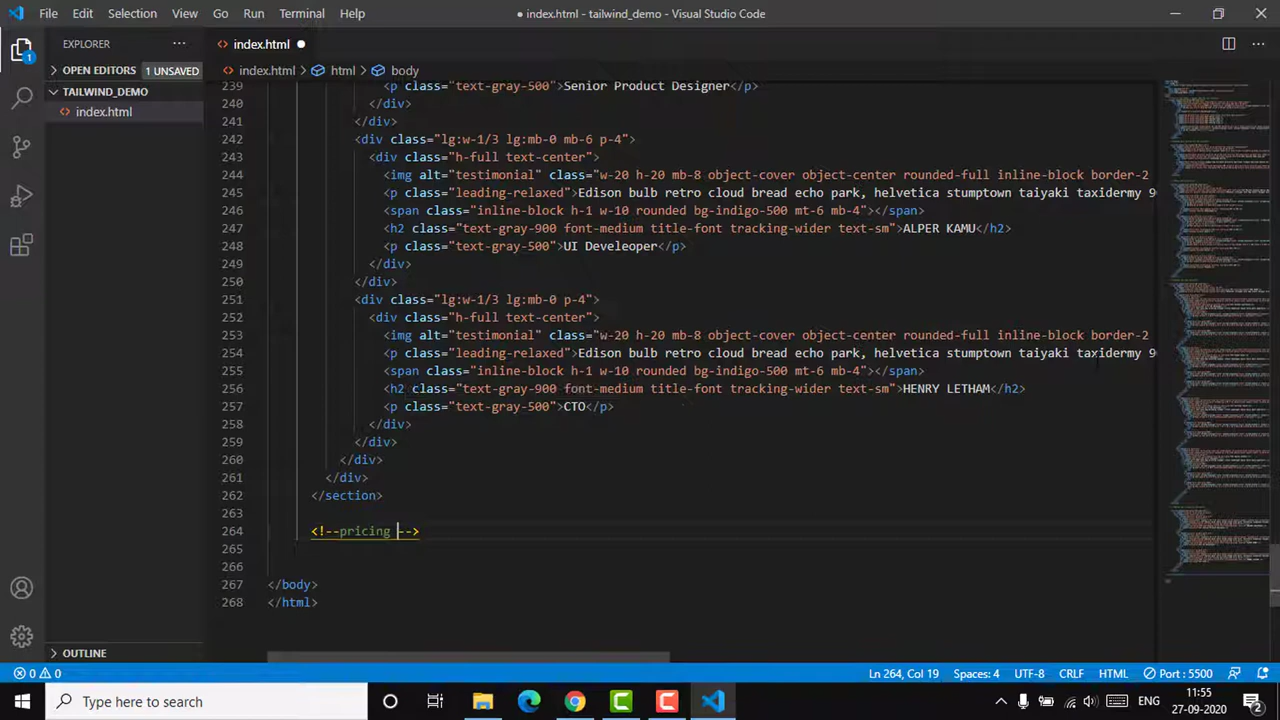 File Edit Selection View Go Run Terminal Help
● index.html - tailwind_demo - Visual Studio Code
EXPLORER
index.html
OPEN EDITORS 1 UNSAVED
index.html > html > body
TAILWIND_DEMO
index.html
239 <p class="text-gray-500">Senior Product Designer</p>
240 </div>
241 </div>
242 <div class="lg:w-1/3 lg:mb-0 mb-6 p-4">
243 <div class="h-full text-center">
244 <img alt="testimonial" class="w-20 h-20 mb-8 object-cover object-center rounded-full inline-block border-2
245 <p class="leading-relaxed">Edison bulb retro cloud bread echo park, helvetica stumptown taiyaki taxidermy 9
246 <span class="inline-block h-1 w-10 rounded bg-indigo-500 mt-6 mb-4"></span>
247 <h2 class="text-gray-900 font-medium title-font tracking-wider text-sm">ALPER KAMU</h2>
248 <p class="text-gray-500">UI Develeoper</p>
249 </div>
250 </div>
251 <div class="lg:w-1/3 lg:mb-0 p-4">
252 <div class="h-full text-center">
253 <img alt="testimonial" class="w-20 h-20 mb-8 object-cover object-center rounded-full inline-block border-2
254 <p class="leading-relaxed">Edison bulb retro cloud bread echo park, helvetica stumptown taiyaki taxidermy 9
255 <span class="inline-block h-1 w-10 rounded bg-indigo-500 mt-6 mb-4"></span>
256 <h2 class="text-gray-900 font-medium title-font tracking-wider text-sm">HENRY LETHAM</h2>
257 <p class="text-gray-500">CTO</p>
258 </div>
259 </div>
260 </div>
261 </div>
262 </section>
263
264 <!--pricing -->
265
266
267 </body>
268 </html>
OUTLINE
0 0 Ln 264, Col 19 Spaces: 4 UTF-8 CRLF HTML Port : 5500
Type here to search
ENG
11:55
27-09-2020
2